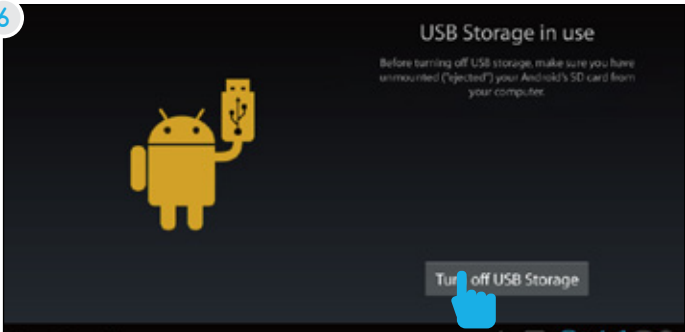 6
USB Storage in use
Before turning off USB storage, make sure you have
unmounted ("ejected") your Android's SD card from
your computer.
Turn off USB Storage